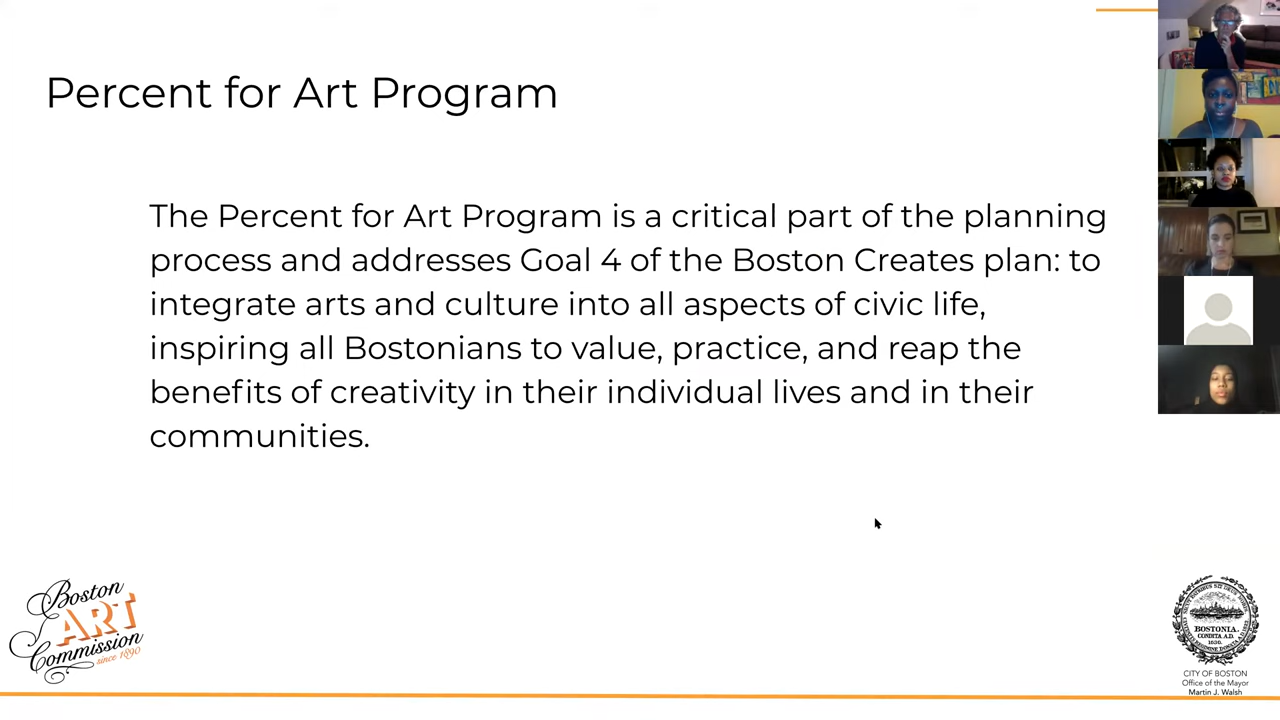 Percent for Art Program
The Percent for Art Program is a critical part of the planning
process and addresses Goal 4 of the Boston Creates plan: to
integrate arts and culture into all aspects of civic life,
inspiring all Bostonians to value, practice, and reap the
benefits of creativity in their individual lives and in their
communities.
Boston
ART
Commission
since 1890
BOSTONIA.
CONDITA A.D.
1630.
CITY OF BOSTON
Office of the Mayor
Martin J. Walsh